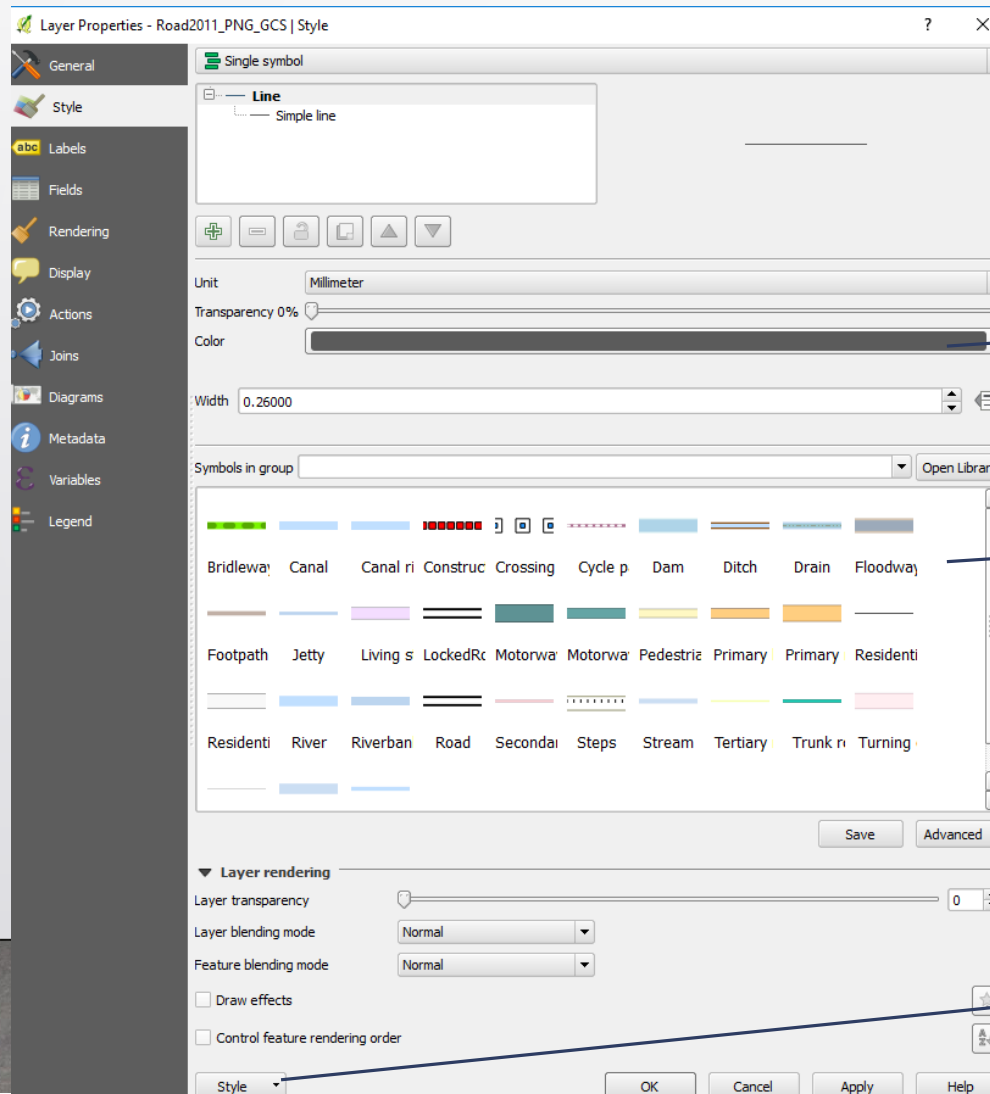 Layer Properties - Road2011_PNG_GCS | Style ?
General
Style
abc Labels
Fields
Rendering
Display
Actions
Joins
Diagrams
i Metadata
Variables
Legend
Single symbol
Line
Simple line
Unit Millimeter
Transparency 0%
Color
Width 0.26000
Symbols in group Open Librar
Bridleway Canal Canal ri Construc Crossing Cycle p Dam Ditch Drain Floodway
Footpath Jetty Living s LockedRo Motorwa Motorwa Pedestria Primary Primary Residenti
Residenti River Riverban Road Seconda Steps Stream Tertiary Trunk r Turning
Save Advanced
Layer rendering
Layer transparency 0
Layer blending mode Normal
Feature blending mode Normal
Draw effects
Control feature rendering order
Style OK Cancel Apply Help